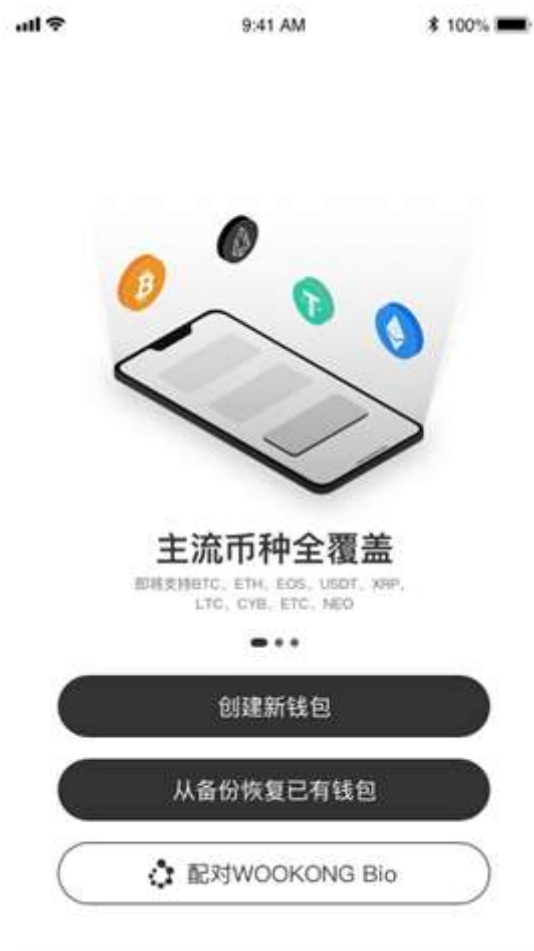 9:41 AM
100%
主流币种全覆盖
即将支持BTC、ETH、EOS、USDT、XRP、
LTC、CYB、ETC、NEO
创建新钱包
从备份恢复已有钱包
配对WOOKONG Bio